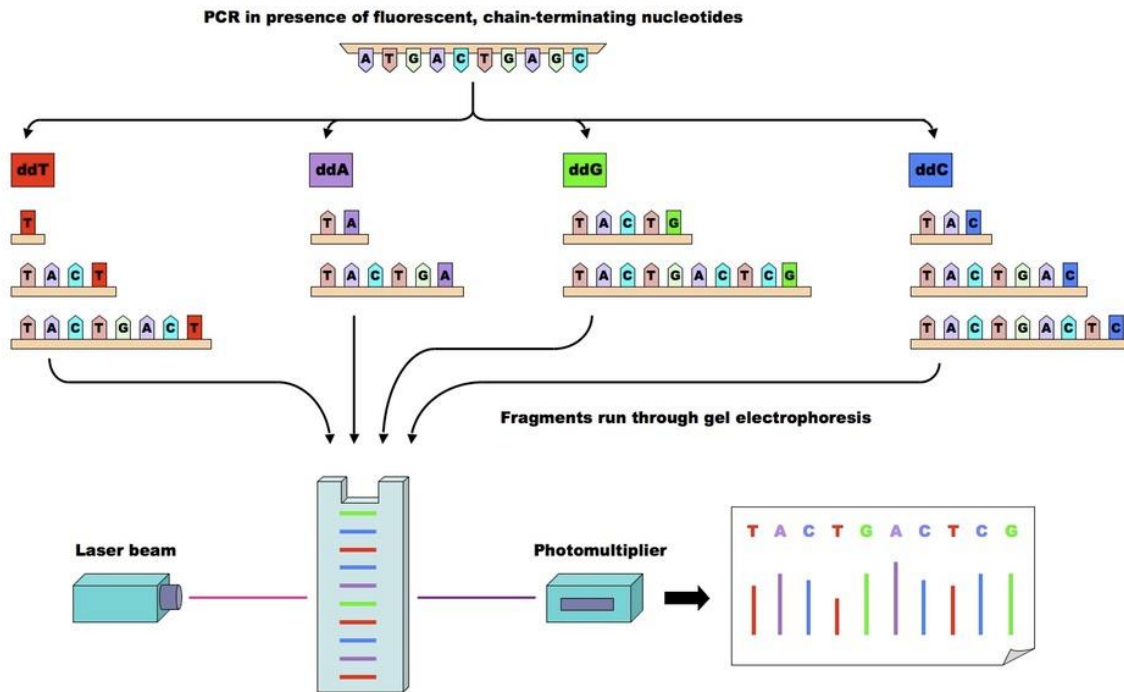 PCR in presence of fluorescent, chain-terminating nucleotides
A T G A C T G A G C
ddT ddA ddG ddC
T
T A
T A C T G
T A C
T A C T
T A C T G A
T A C T G A C T C G
T A C T G A C
T A C T G A C T
T A C T G A C T C
Fragments run through gel electrophoresis
Laser beam
Photomultiplier
T A C T G A C T C G